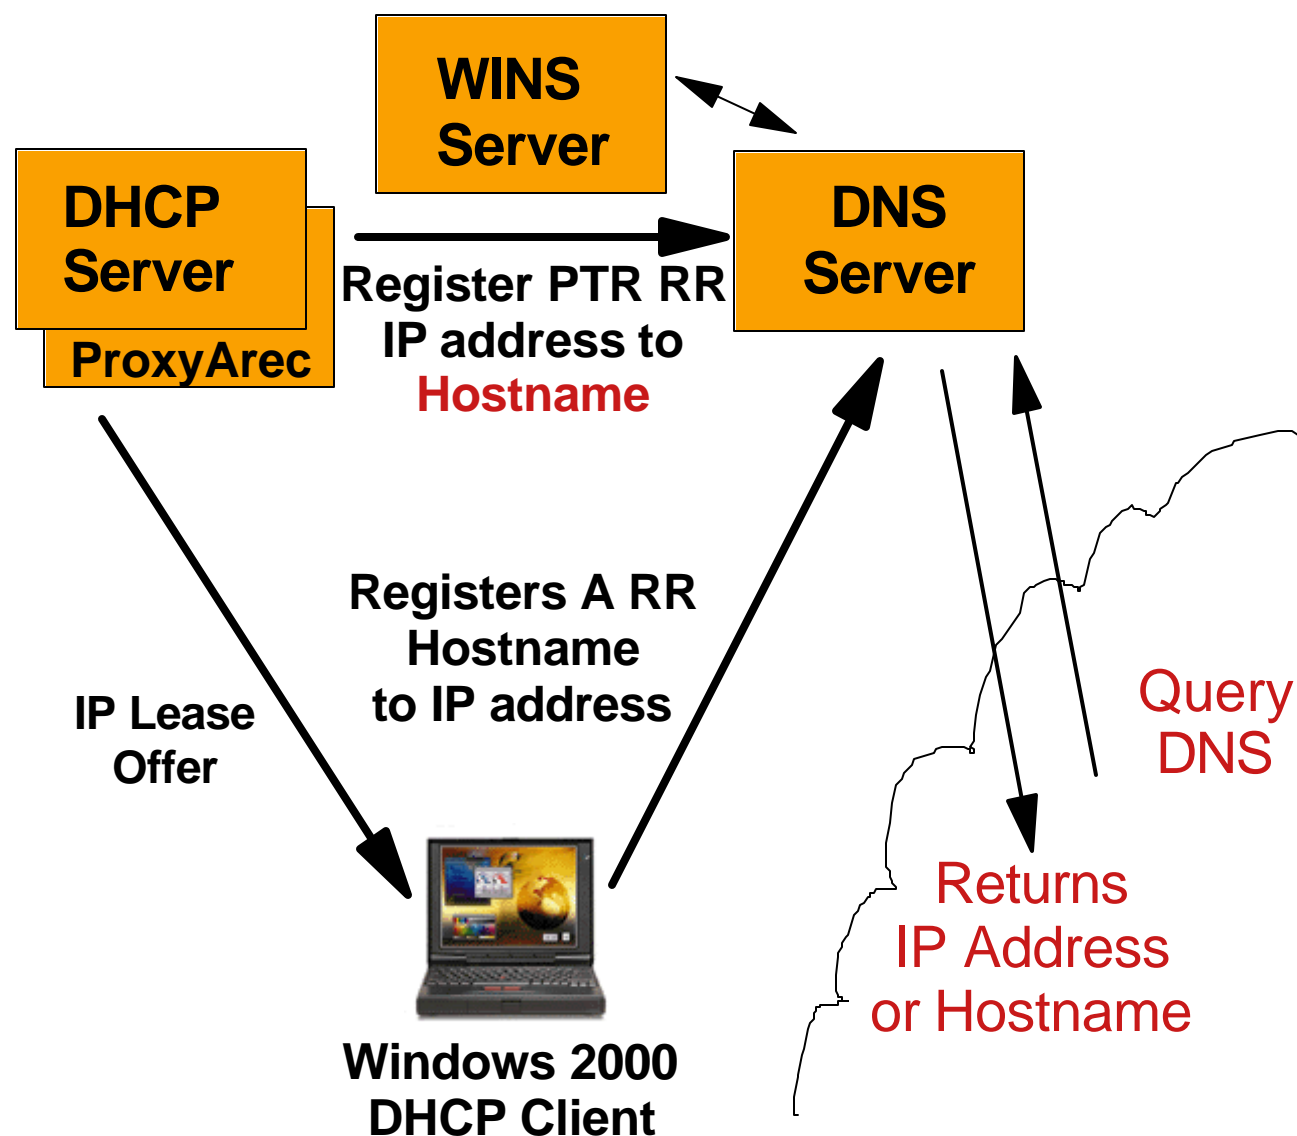 WINS
Server
DHCP
Server
ProxyArec
DNS
Server
Register PTR RR
IP address to
Hostname
Registers A RR
Hostname
to IP address
IP Lease
Offer
Query
DNS
Returns
IP Address
or Hostname
Windows 2000
DHCP Client